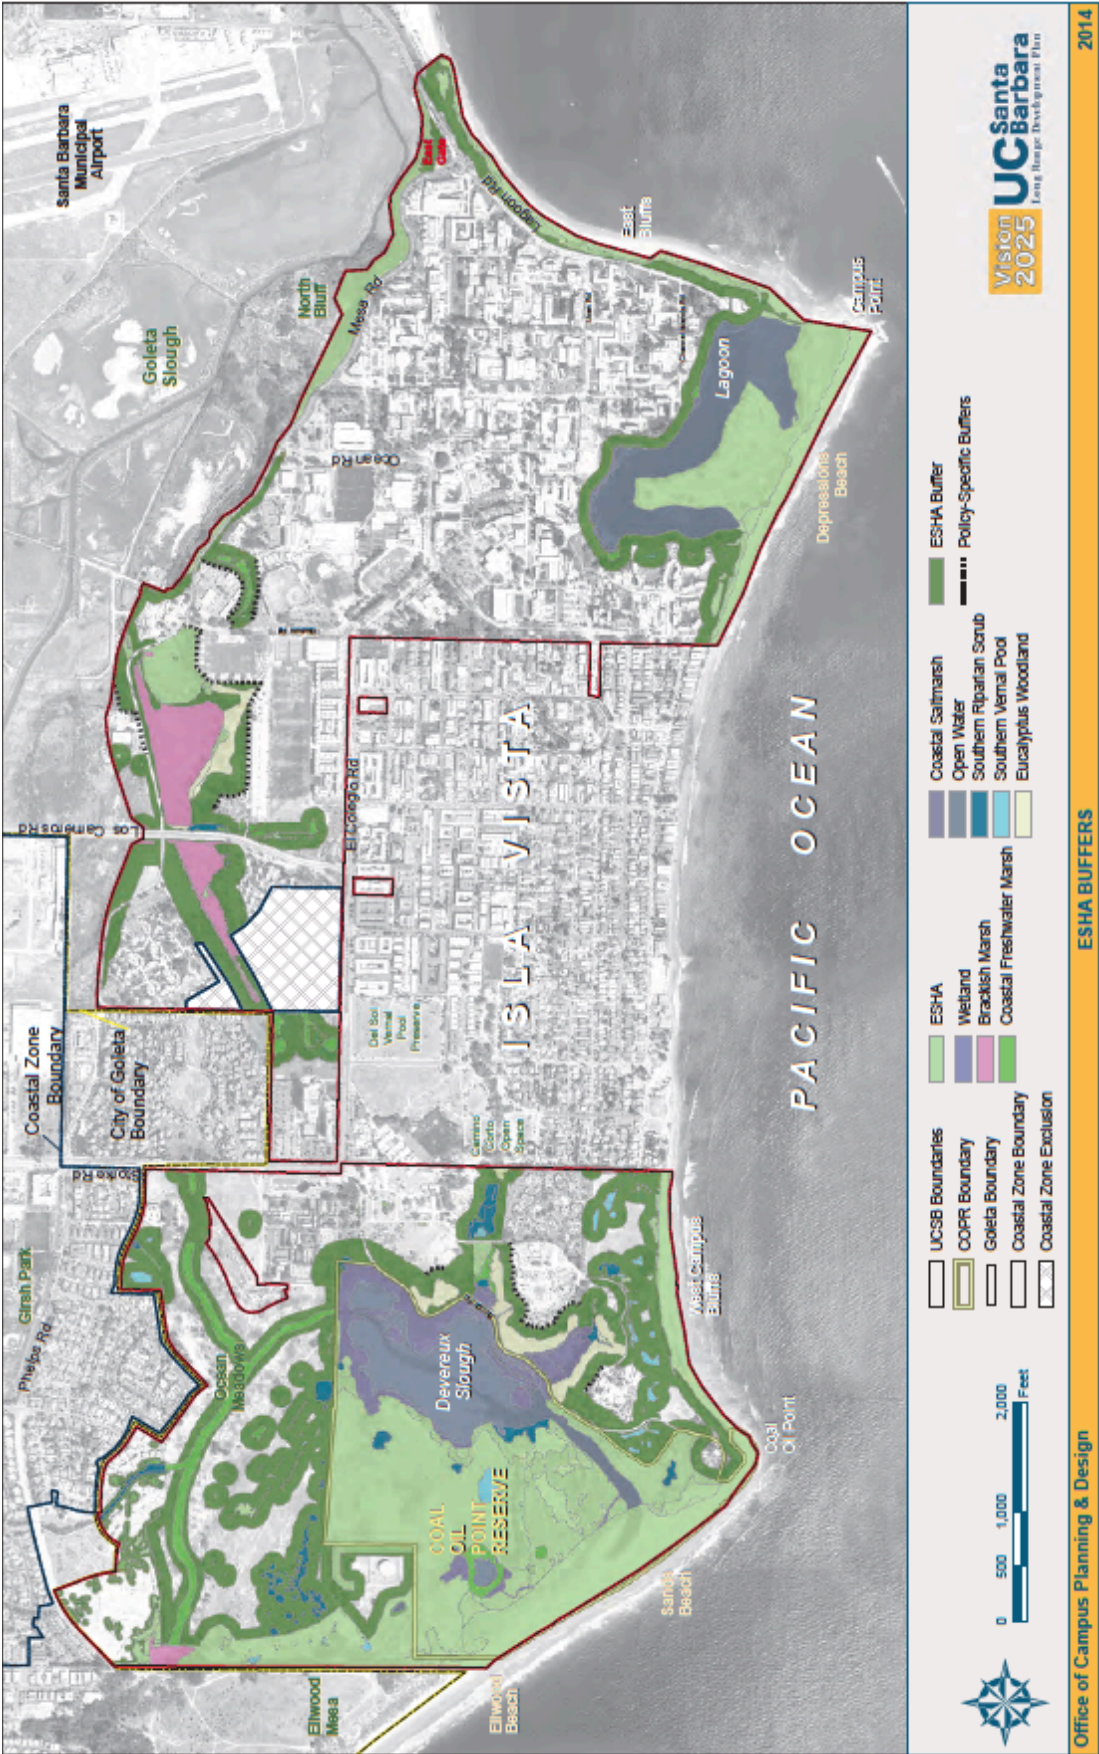 Santa Barbara
Municipal
Airport
Goleta
Slough
North
Bluff
Mesa Rd
East
Gate
Lagoon Rd
East
Bluffs
Ocean Rd.
Lagoon
Campus
Point
Depressions
Beach
Los Carneros Rd.
El Colegio Rd
ISLA VISTA
PACIFIC OCEAN
Coastal Zone
Boundary
City of Goleta
Boundary
Del Sol
Vernal
Pool
Preserve
Camino
Corto
Open
Space
Storke Rd.
Girsh Park
Phelps Rd
Ocean
Meadows
Devereux
Slough
West Campus
Bluffs
COAL
OIL
POINT
RESERVE
Coal
Oil Point
Sands
Beach
Ellwood
Mesa
Ellwood
Beach
0 500 1,000 2,000
Feet
UCSB Boundaries
COPR Boundary
Goleta Boundary
Coastal Zone Boundary
Coastal Zone Exclusion
ESHA
Wetland
Brackish Marsh
Coastal Freshwater Marsh
Coastal Saltmarsh
Open Water
Southern Riparian Scrub
Southern Vernal Pool
Eucalyptus Woodland
ESHA Buffer
Policy-Specific Buffers
Vision
2025
UC Santa
Barbara
Long Range Development Plan
Office of Campus Planning & Design
ESHA BUFFERS
2014